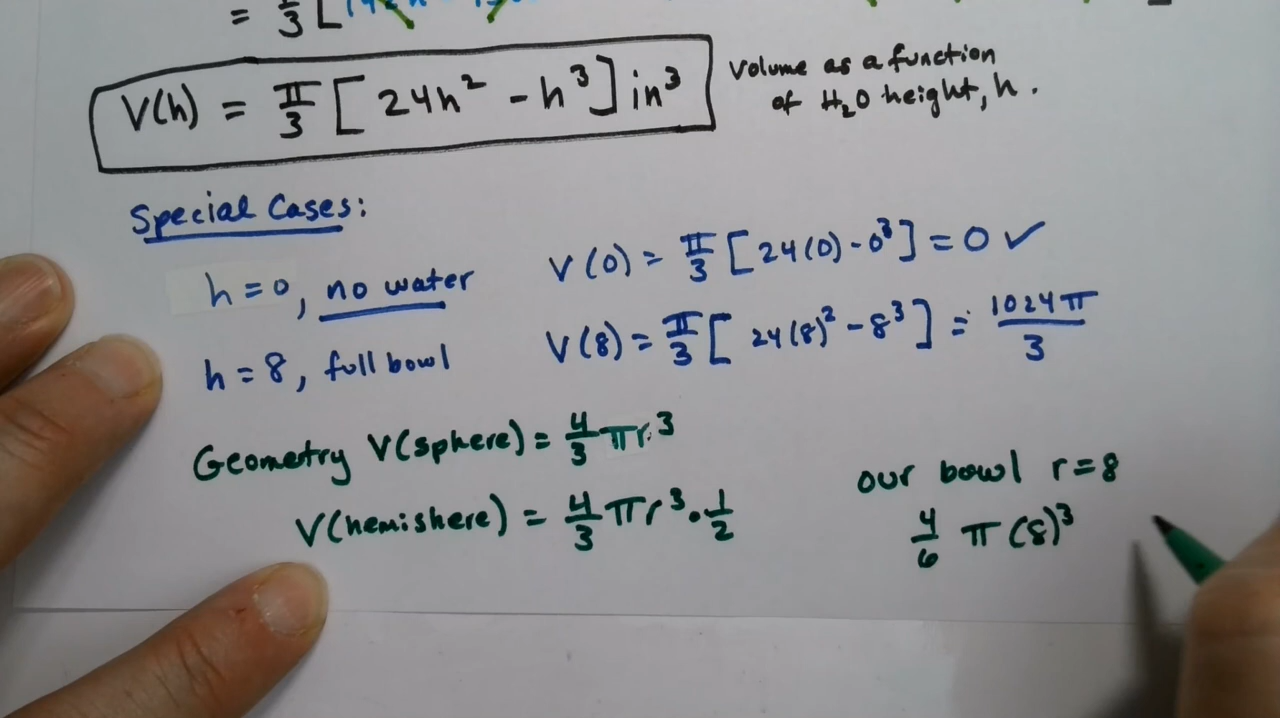 = 1/3 [
V(h) = π/3 [24h² - h³] in³
Volume as a function
of H₂O height, h.
Special Cases:
h=0, no water
V(0) = π/3 [24(0) - 0³] = 0 ✓
h=8, full bowl
V(8) = π/3 [24(8)² - 8³] = 1024π/3
Geometry V(sphere) = 4/3 πr³
V(hemishere) = 4/3 πr³ · 1/2
our bowl r=8
4/6 π (8)³